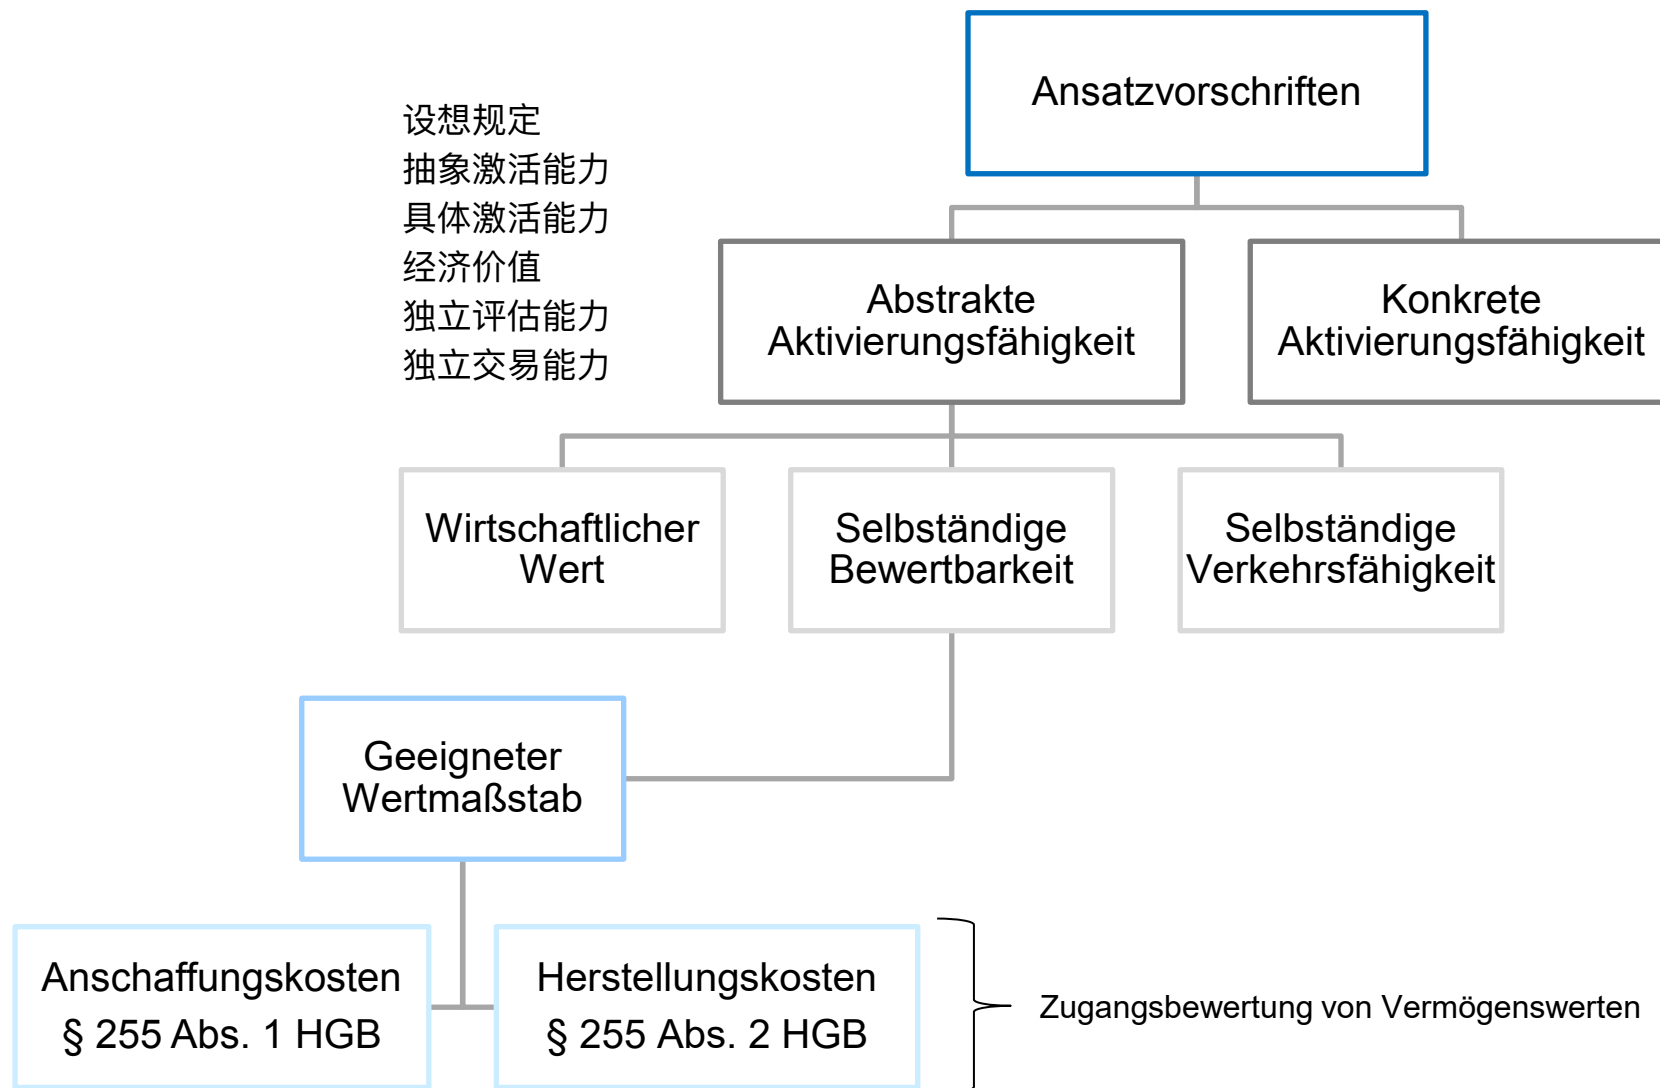 Ansatzvorschriften
设想规定
抽象激活能力
具体激活能力
经济价值
独立评估能力
独立交易能力
Abstrakte
Aktivierungsfähigkeit
Konkrete
Aktivierungsfähigkeit
Wirtschaftlicher
Wert
Selbständige
Bewertbarkeit
Selbständige
Verkehrsfähigkeit
Geeigneter
Wertmaßstab
Anschaffungskosten
§ 255 Abs. 1 HGB
Herstellungskosten
§ 255 Abs. 2 HGB
Zugangsbewertung von Vermögenswerten